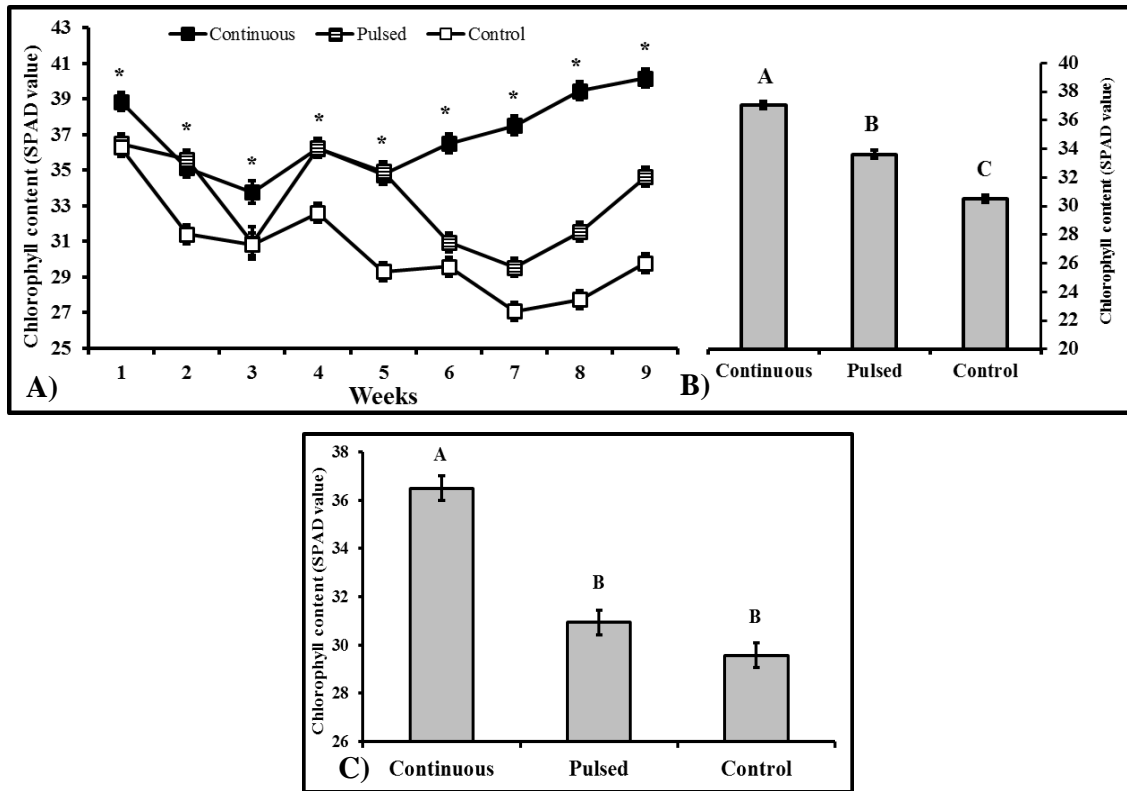 Continuous Pulsed Control
Chlorophyll content (SPAD value)
43
41
39
37
35
33
31
29
27
25
* * * * * * * * *
1 2 3 4 5 6 7 8 9
Weeks
A)
A
B
C
40
38
36
34
32
30
28
26
24
22
20
Chlorophyll content (SPAD value)
Continuous Pulsed Control
B)
Chlorophyll content (SPAD value)
38
36
34
32
30
28
26
A
B
B
Continuous Pulsed Control
C)